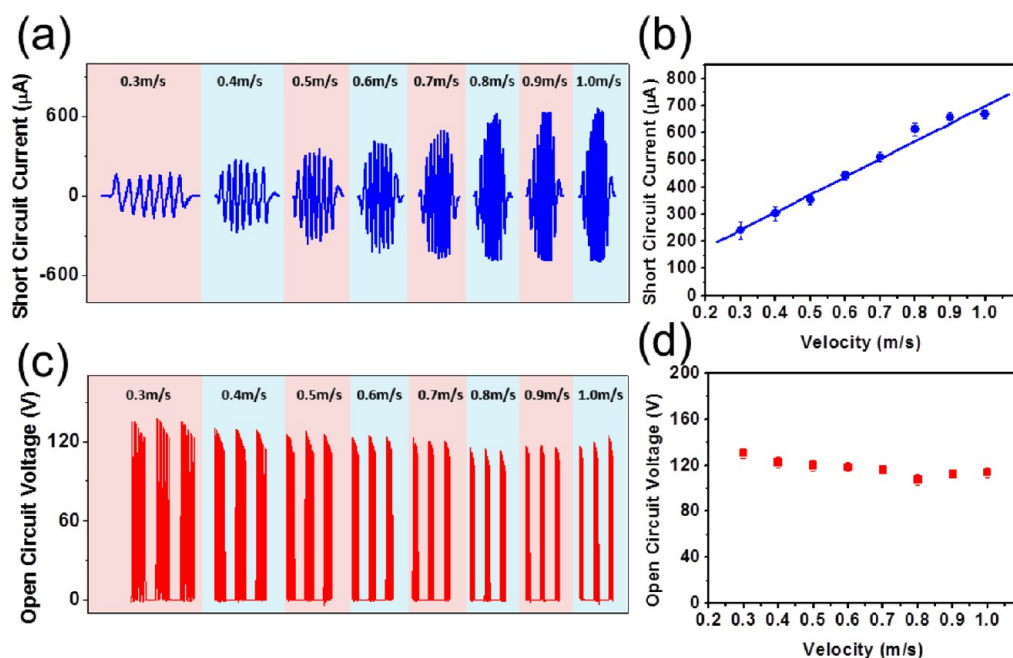 (a)
Short Circuit Current (μA)
600
0
-600
0.3m/s 0.4m/s 0.5m/s 0.6m/s 0.7m/s 0.8m/s 0.9m/s 1.0m/s
(b)
Short Circuit Current (μA)
800
700
600
500
400
300
200
100
0
0.2 0.3 0.4 0.5 0.6 0.7 0.8 0.9 1.0
Velocity (m/s)
(c)
Open Circuit Voltage (V)
120
60
0
0.3m/s 0.4m/s 0.5m/s 0.6m/s 0.7m/s 0.8m/s 0.9m/s 1.0m/s
(d)
Open Circuit Voltage (V)
200
160
120
80
40
0
0.2 0.3 0.4 0.5 0.6 0.7 0.8 0.9 1.0
Velocity (m/s)